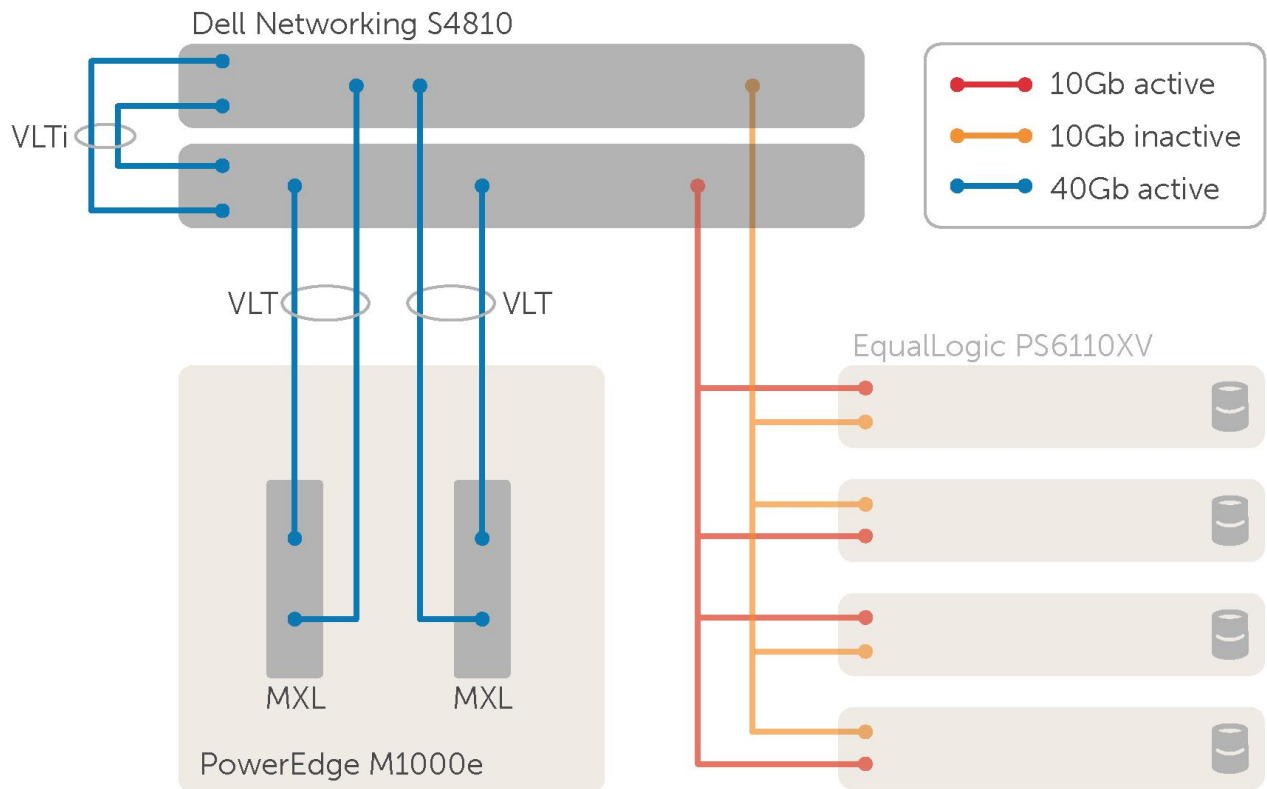 Dell Networking S4810
10Gb active
10Gb inactive
40Gb active
VLTi
VLT
VLT
EqualLogic PS6110XV
MXL
MXL
PowerEdge M1000e